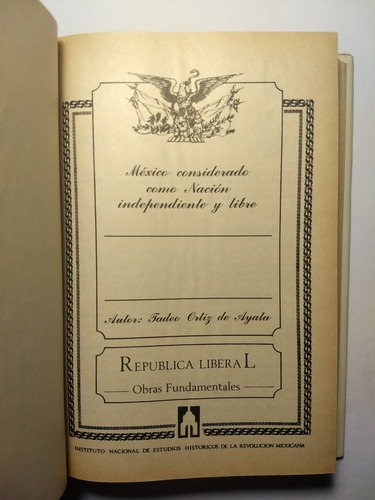 México considerado
como Nación
independiente y libre
Autor: Tadeo Ortiz de Ayala
REPUBLICA LIBERAL
Obras Fundamentales
INSTITUTO NACIONAL DE ESTUDIOS HISTORICOS DE LA REVOLUCION MEXICANA